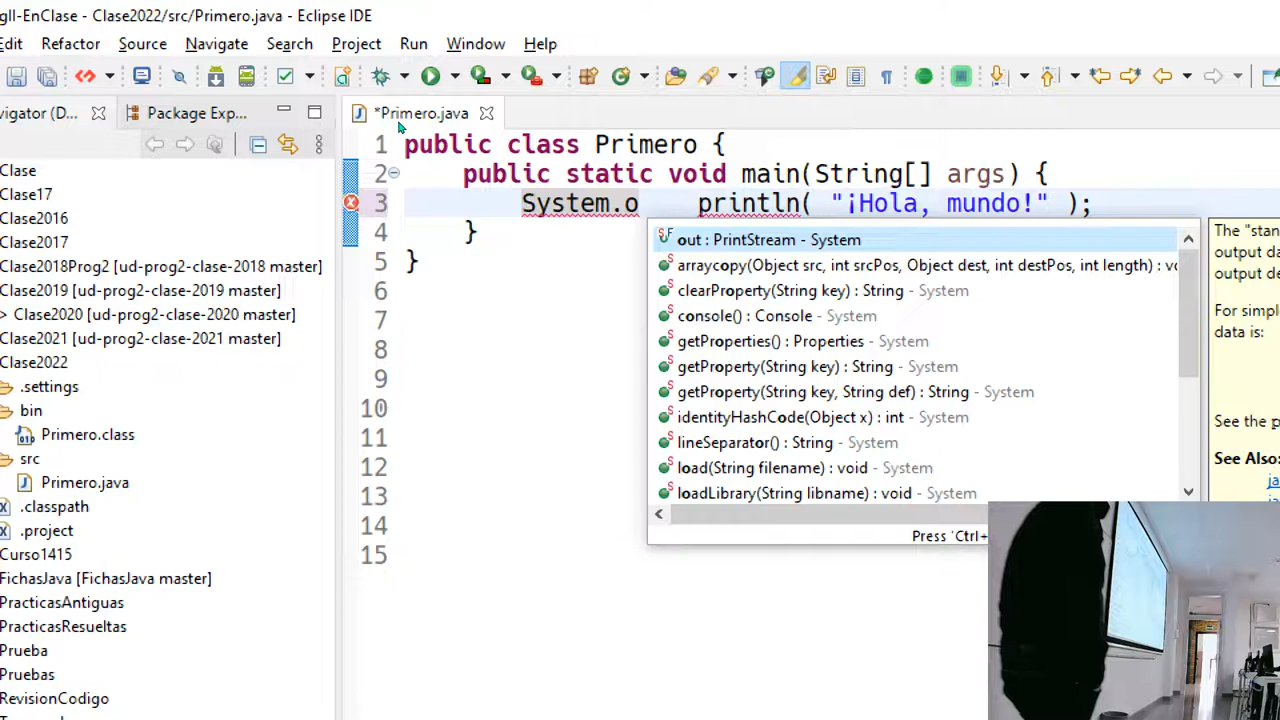 gII-EnClase - Clase2022/src/Primero.java - Eclipse IDE
Edit Refactor Source Navigate Search Project Run Window Help
vigator (D... Package Exp...
*Primero.java
Clase
Clase17
Clase2016
Clase2017
Clase2018Prog2 [ud-prog2-clase-2018 master]
Clase2019 [ud-prog2-clase-2019 master]
> Clase2020 [ud-prog2-clase-2020 master]
Clase2021 [ud-prog2-clase-2021 master]
Clase2022
.settings
bin
Primero.class
src
Primero.java
.classpath
.project
Curso1415
FichasJava [FichasJava master]
PracticasAntiguas
PracticasResueltas
Prueba
Pruebas
RevisionCodigo
1 public class Primero {
2 public static void main(String[] args) {
3 System.o println( "¡Hola, mundo!" );
4 }
5 }
6
7
8
9
10
11
12
13
14
15
out : PrintStream - System
arraycopy(Object src, int srcPos, Object dest, int destPos, int length) : vo
clearProperty(String key) : String - System
console() : Console - System
getProperties() : Properties - System
getProperty(String key) : String - System
getProperty(String key, String def) : String - System
identityHashCode(Object x) : int - System
lineSeparator() : String - System
load(String filename) : void - System
loadLibrary(String libname) : void - System
Press 'Ctrl+
The "stan
output da
output de
For simple
data is:
See the p
See Also:
ja